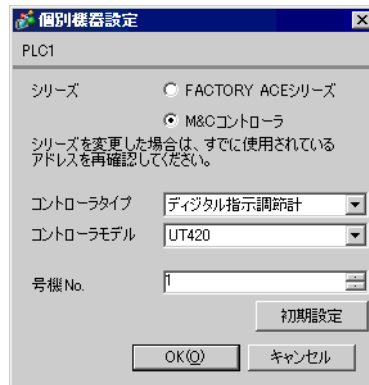 個別機器設定
PLC1
シリーズ
FACTORY ACEシリーズ
M&Cコントローラ
シリーズを変更した場合は、すでに使用されている
アドレスを再確認してください。
コントローラタイプ
ディジタル指示調節計
コントローラモデル
UT420
号機No.
1
初期設定
OK(O)
キャンセル